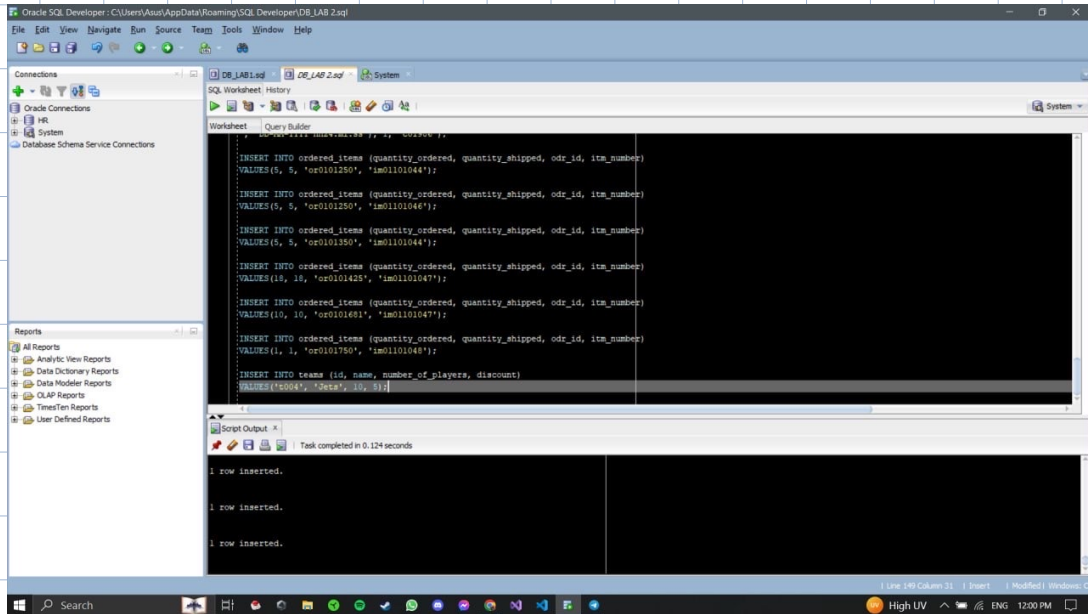 Oracle SQL Developer : C:\Users\Asus\AppData\Roaming\SQL Developer\DB_LAB 2.sql
File Edit View Navigate Run Source Team Tools Window Help
Connections
Oracle Connections
HR
System
Database Schema Service Connections
Reports
All Reports
Analytic View Reports
Data Dictionary Reports
Data Modeler Reports
OLAP Reports
TimesTen Reports
User Defined Reports
DB_LAB1.sql DB_LAB 2.sql System
SQL Worksheet History
System
Worksheet Query Builder
INSERT INTO ordered_items (quantity_ordered, quantity_shipped, odr_id, itm_number)
VALUES(5, 5, 'or0101250', 'im01101044');
INSERT INTO ordered_items (quantity_ordered, quantity_shipped, odr_id, itm_number)
VALUES(5, 5, 'or0101250', 'im01101046');
INSERT INTO ordered_items (quantity_ordered, quantity_shipped, odr_id, itm_number)
VALUES(5, 5, 'or0101350', 'im01101044');
INSERT INTO ordered_items (quantity_ordered, quantity_shipped, odr_id, itm_number)
VALUES(18, 18, 'or0101425', 'im01101047');
INSERT INTO ordered_items (quantity_ordered, quantity_shipped, odr_id, itm_number)
VALUES(10, 10, 'or0101681', 'im01101047');
INSERT INTO ordered_items (quantity_ordered, quantity_shipped, odr_id, itm_number)
VALUES(1, 1, 'or0101750', 'im01101048');
INSERT INTO teams (id, name, number_of_players, discount)
VALUES('t004', 'Jets', 10, 5);
Script Output x
Task completed in 0.124 seconds
1 row inserted.
1 row inserted.
1 row inserted.
Line 149 Column 31 | Insert | Modified | Windows: C
Search
High UV ENG 12:00 PM